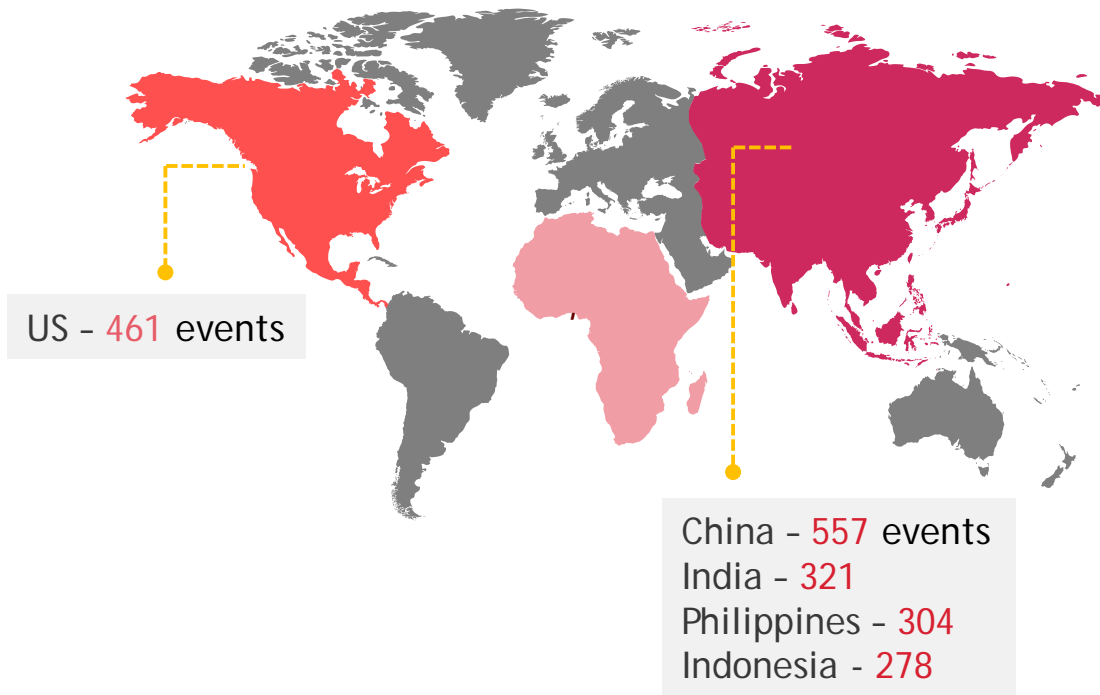 US – 461 events
China – 557 events
India – 321
Philippines – 304
Indonesia - 278